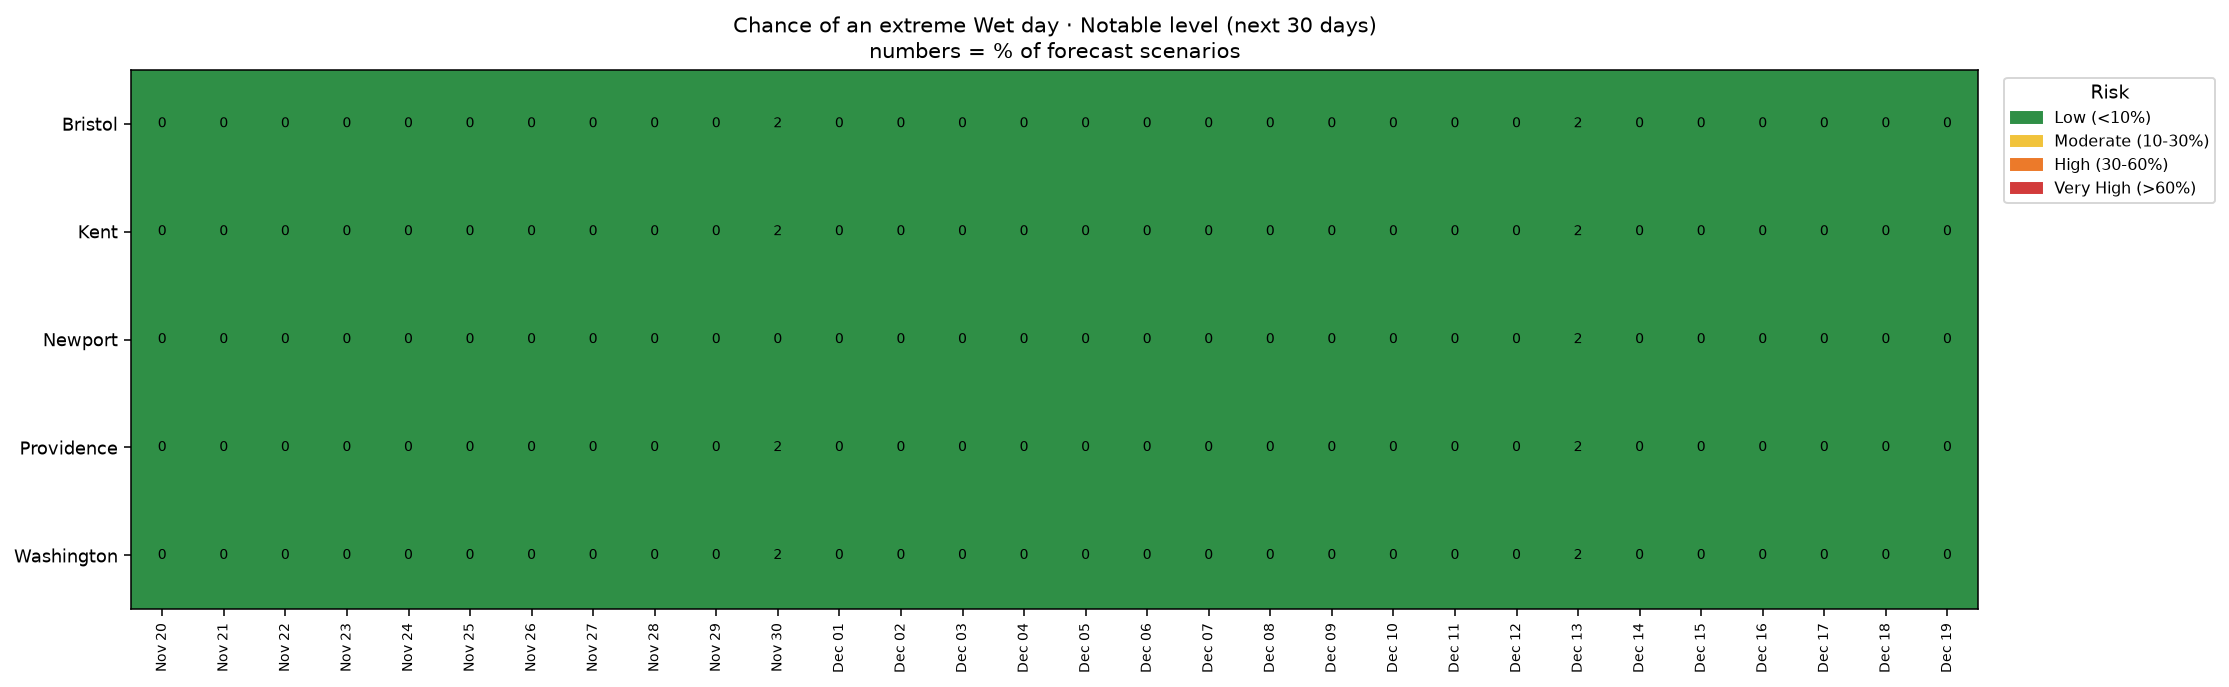 Chance of an extreme Wet day · Notable level (next 30 days)
numbers = % of forecast scenarios
Risk
Low (<10%)
Moderate (10-30%)
High (30-60%)
Very High (>60%)
Bristol 0 0 0 0 0 0 0 0 0 0 2 0 0 0 0 0 0 0 0 0 0 0 0 2 0 0 0 0 0 0
Kent 0 0 0 0 0 0 0 0 0 0 2 0 0 0 0 0 0 0 0 0 0 0 0 2 0 0 0 0 0 0
Newport 0 0 0 0 0 0 0 0 0 0 0 0 0 0 0 0 0 0 0 0 0 0 0 2 0 0 0 0 0 0
Providence 0 0 0 0 0 0 0 0 0 0 2 0 0 0 0 0 0 0 0 0 0 0 0 2 0 0 0 0 0 0
Washington 0 0 0 0 0 0 0 0 0 0 2 0 0 0 0 0 0 0 0 0 0 0 0 2 0 0 0 0 0 0
Nov 20 Nov 21 Nov 22 Nov 23 Nov 24 Nov 25 Nov 26 Nov 27 Nov 28 Nov 29 Nov 30 Dec 01 Dec 02 Dec 03 Dec 04 Dec 05 Dec 06 Dec 07 Dec 08 Dec 09 Dec 10 Dec 11 Dec 12 Dec 13 Dec 14 Dec 15 Dec 16 Dec 17 Dec 18 Dec 19